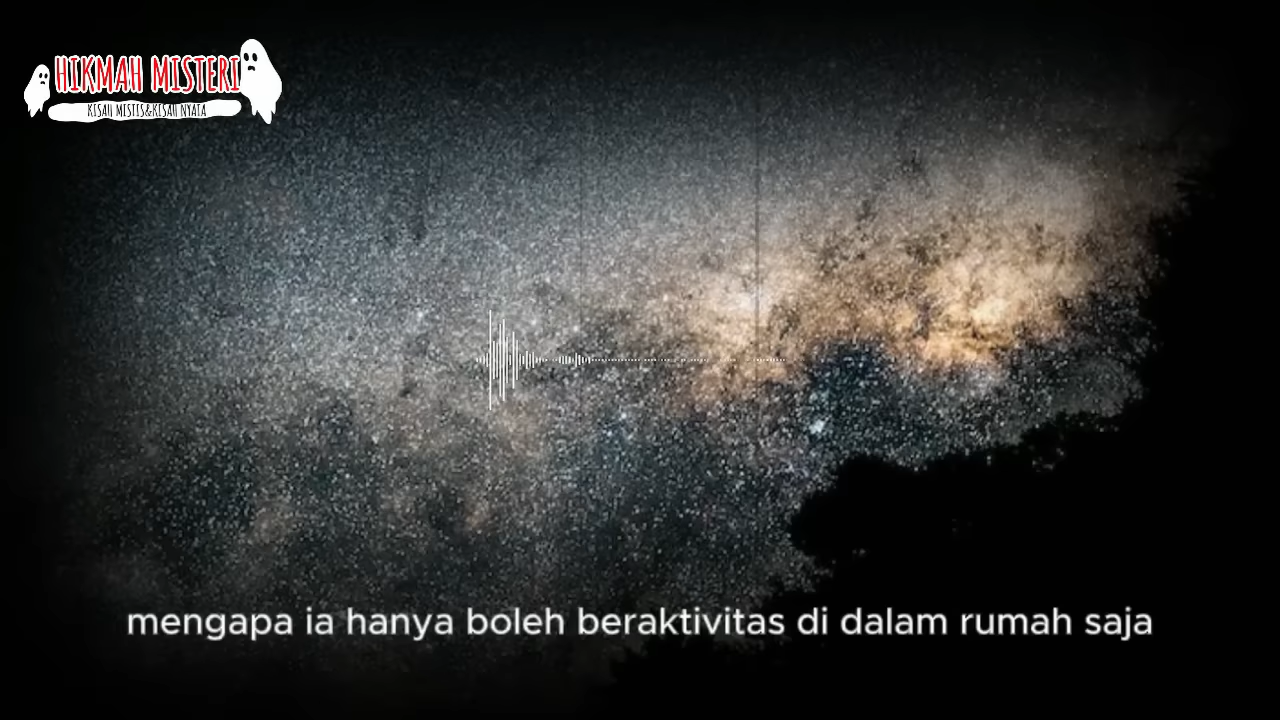 HIKMAH MISTERI
KISAH MISTIS&KISAH NYATA
mengapa ia hanya boleh beraktivitas di dalam rumah saja